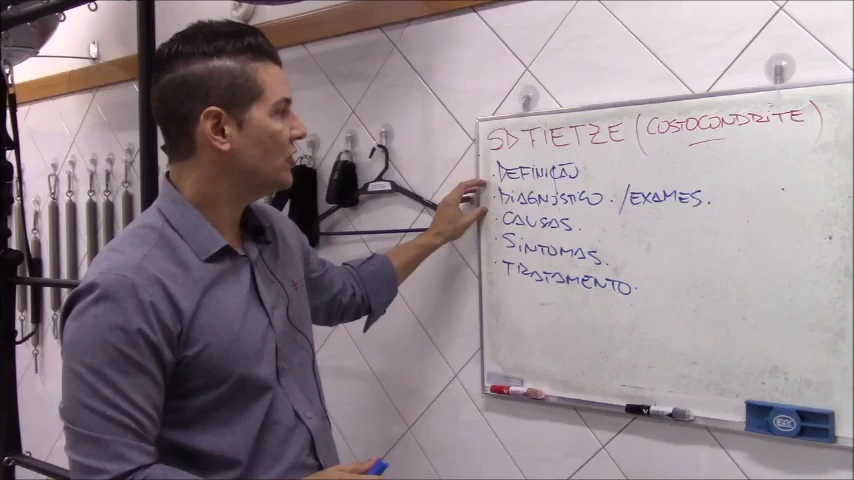 SD TIETZE (COSTOCONDRITE)
· DEFINIÇÃO
· DIAGNÓSTICO. / EXAMES.
· CAUSAS.
· SINTOMAS.
· TRATAMENTO.